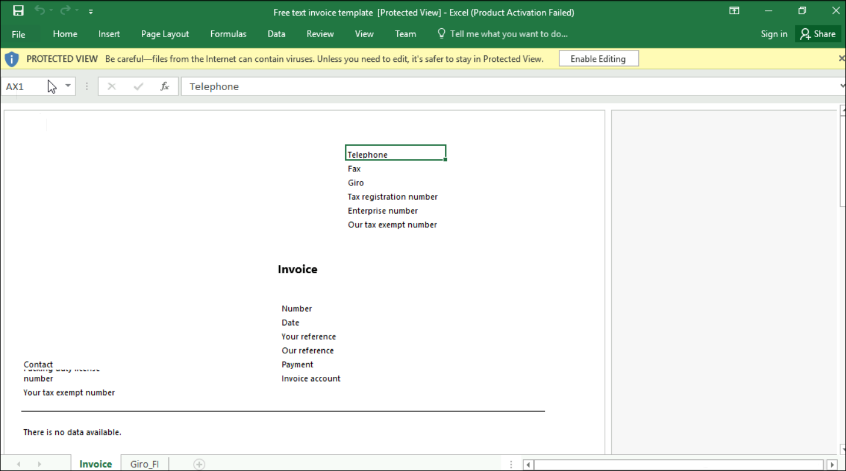 Free text invoice template [Protected View] - Excel (Product Activation Failed)
File Home Insert Page Layout Formulas Data Review View Team Tell me what you want to do... Sign in Share
PROTECTED VIEW Be careful—files from the Internet can contain viruses. Unless you need to edit, it's safer to stay in Protected View. Enable Editing
AX1 fx Telephone
Telephone
Fax
Giro
Tax registration number
Enterprise number
Our tax exempt number
Invoice
Number
Date
Your reference
Our reference
Contact Payment
Packing duty license
number Invoice account
Your tax exempt number
There is no data available.
Invoice Giro_FI